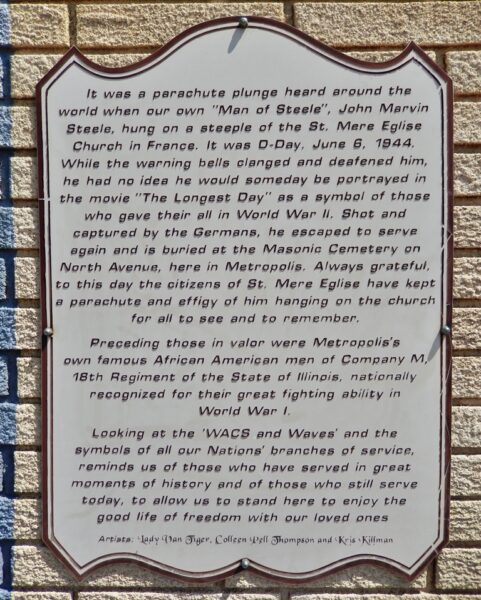 It was a parachute plunge heard around the
world when our own "Man of Steele", John Marvin
Steele, hung on a steeple of the St. Mere Eglise
Church in France. It was D-Day, June 6, 1944.
While the warning bells clanged and deafened him,
he had no idea he would someday be portrayed in
the movie "The Longest Day" as a symbol of those
who gave their all in World War II. Shot and
captured by the Germans, he escaped to serve
again and is buried at the Masonic Cemetery on
North Avenue, here in Metropolis. Always grateful,
to this day the citizens of St. Mere Eglise have kept
a parachute and effigy of him hanging on the church
for all to see and to remember.
Preceding those in valor were Metropolis's
own famous African American men of Company M,
18th Regiment of the State of Illinois, nationally
recognized for their great fighting ability in
World War I.
Looking at the 'WACS and Waves' and the
symbols of all our Nations' branches of service,
reminds us of those who have served in great
moments of history and of those who still serve
today, to allow us to stand here to enjoy the
good life of freedom with our loved ones
Artists: Lady Van Tiger, Colleen Pell Thompson and Kris Killman